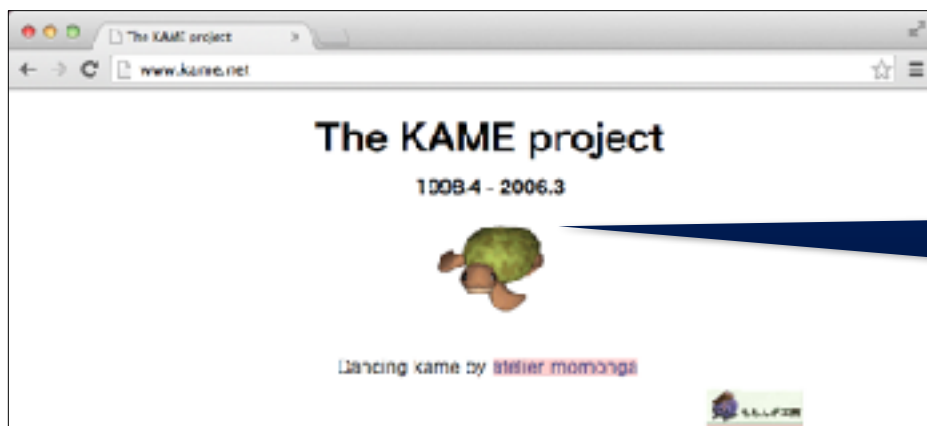 The KAME project
www.kame.net
The KAME project
1998.4 - 2006.3
Dancing kame by atelier momonga